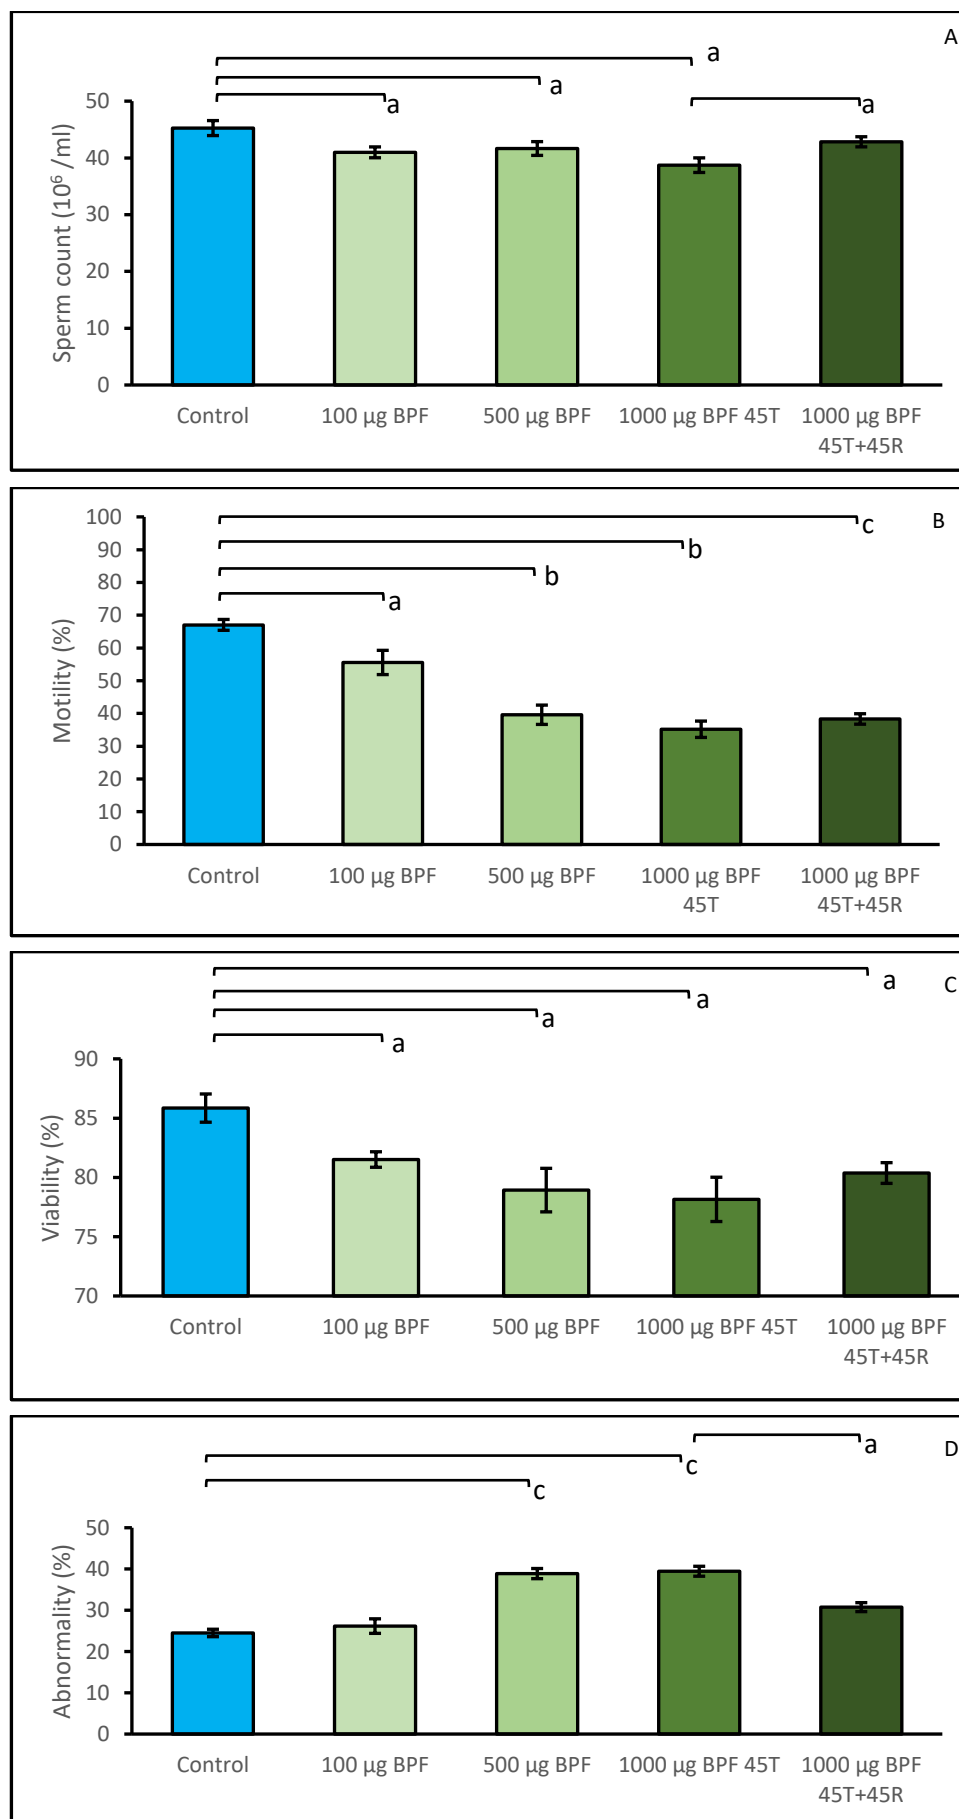 A
a
a
a
a
Sperm count (10⁶ /ml)
50
40
30
20
10
0
Control
100 µg BPF
500 µg BPF
1000 µg BPF 45T
1000 µg BPF
45T+45R
B
c
b
b
a
Motility (%)
100
90
80
70
60
50
40
30
20
10
0
Control
100 µg BPF
500 µg BPF
1000 µg BPF
45T
1000 µg BPF
45T+45R
C
a
a
a
a
Viability (%)
90
85
80
75
70
Control
100 µg BPF
500 µg BPF
1000 µg BPF 45T
1000 µg BPF
45T+45R
D
a
c
c
Abnormality (%)
50
40
30
20
10
0
Control
100 µg BPF
500 µg BPF
1000 µg BPF 45T
1000 µg BPF
45T+45R